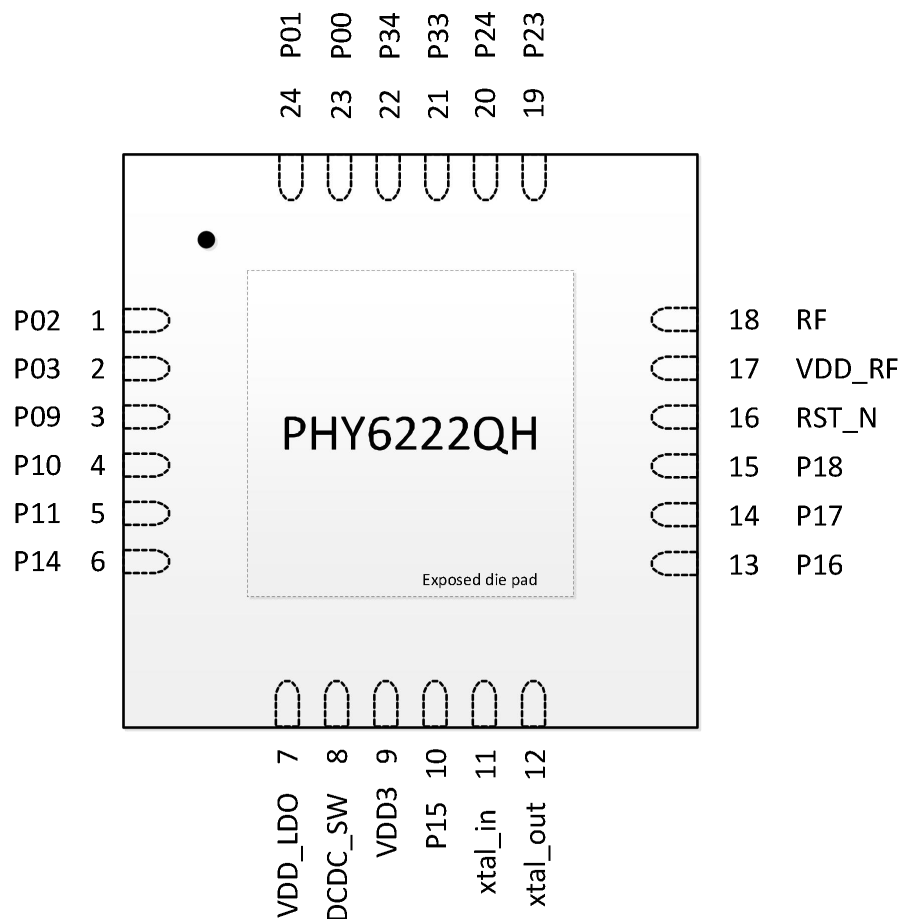 P01 P00 P34 P33 P24 P23
24 23 22 21 20 19
P02 1
P03 2
P09 3
P10 4
P11 5
P14 6
PHY6222QH
Exposed die pad
18 RF
17 VDD_RF
16 RST_N
15 P18
14 P17
13 P16
7 8 9 10 11 12
VDD_LDO DCDC_SW VDD3 P15 xtal_in xtal_out